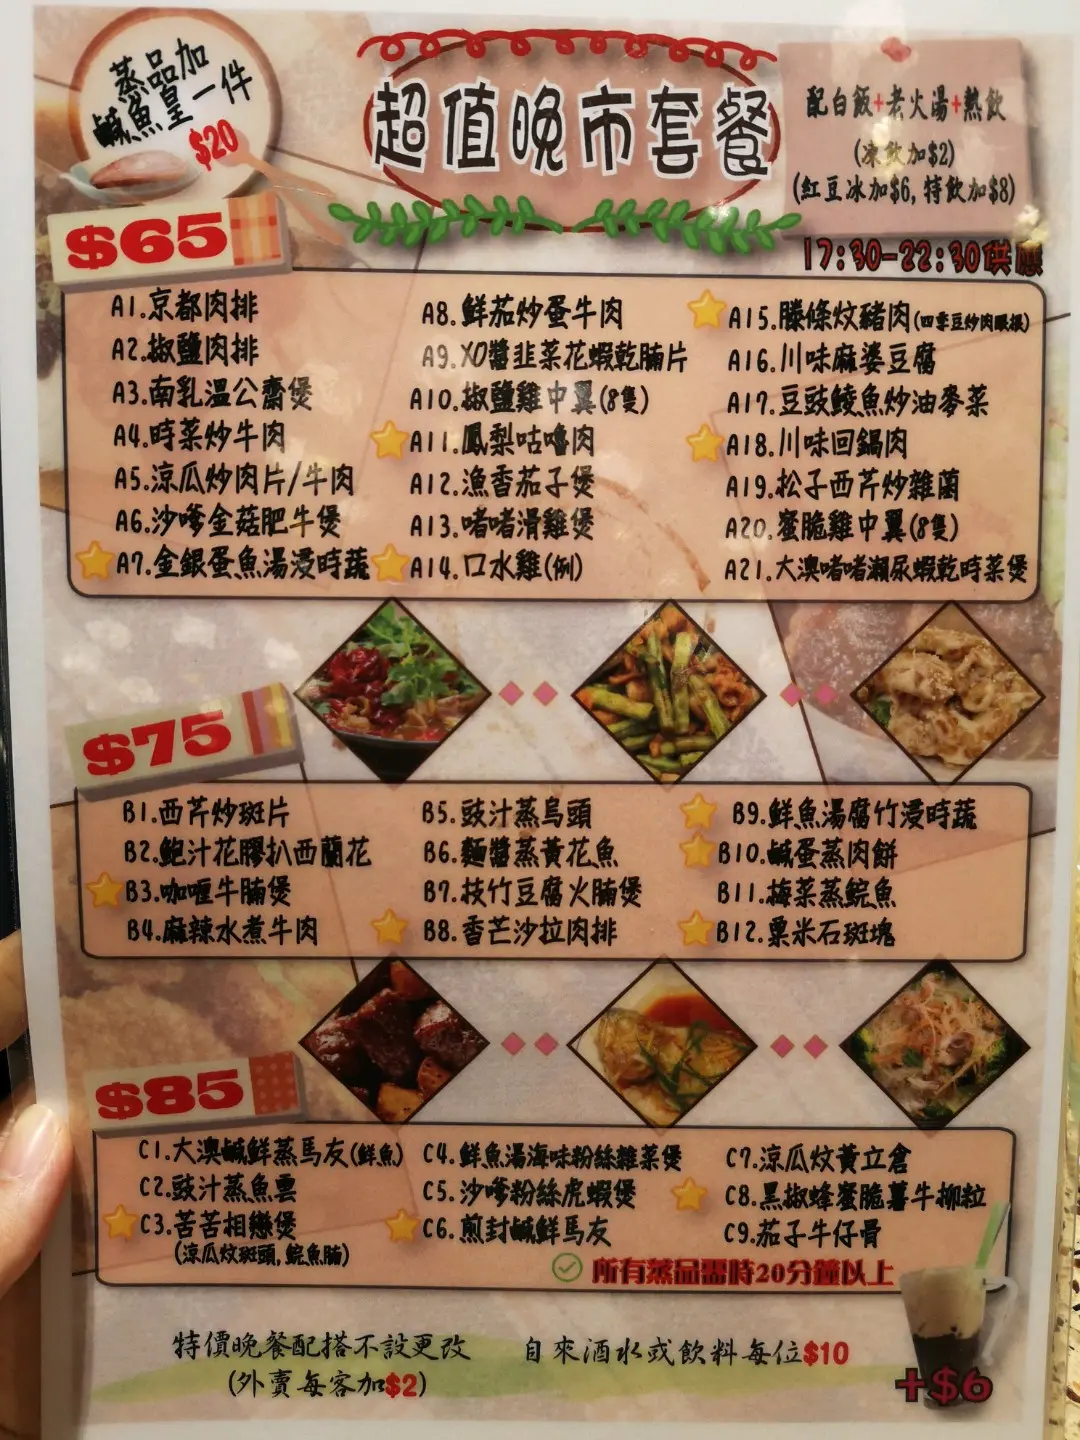 蒸品加
鹹魚皇一件
$20
超值晚市套餐
配白飯+老火湯+熱飲
(凍飲加$2)
(紅豆冰加$6, 特飲加$8)
17:30-22:30供應
$65
A1.京都肉排
A2.椒鹽肉排
A3.南乳溫公齋煲
A4.時菜炒牛肉
A5.涼瓜炒肉片/牛肉
A6.沙嗲金菇肥牛煲
A7.金銀蛋魚湯浸時蔬
A8.鮮茄炒蛋牛肉
A9.XO醬韭菜花蝦乾腩片
A10.椒鹽雞中翼(8隻)
A11.鳳梨咕嚕肉
A12.漁香茄子煲
A13.啫啫滑雞煲
A14.口水雞(例)
A15.滕條炆豬肉(四季豆炒肉眼根)
A16.川味麻婆豆腐
A17.豆豉鯪魚炒油麥菜
A18.川味回鍋肉
A19.松子西芹炒雜菌
A20.蜜脆雞中翼(8隻)
A21.大澳啫啫瀨尿蝦乾時菜煲
$75
B1.西芹炒斑片
B2.鮑汁花膠扒西蘭花
B3.咖喱牛腩煲
B4.麻辣水煮牛肉
B5.豉汁蒸烏頭
B6.麵醬蒸黃花魚
B7.技竹豆腐火腩煲
B8.香芒沙拉肉排
B9.鮮魚湯腐竹浸時蔬
B10.鹹蛋蒸肉餅
B11.梅菜蒸鯇魚
B12.粟米石斑塊
$85
C1.大澳鹹鮮蒸馬友(鮮魚)
C2.豉汁蒸魚雲
C3.苦苦相戀煲
(涼瓜炆斑頭, 鯇魚腩)
C4.鮮魚湯海味粉絲雜菜煲
C5.沙嗲粉絲虎蝦煲
C6.煎封鹹鮮馬友
C7.涼瓜炆黃立倉
C8.黑椒蜂蜜脆薯牛柳粒
C9.茄子牛仔骨
所有蒸品需時20分鐘以上
特價晚餐配搭不設更改
(外賣每客加$2)
自來酒水或飲料每位$10
+$6